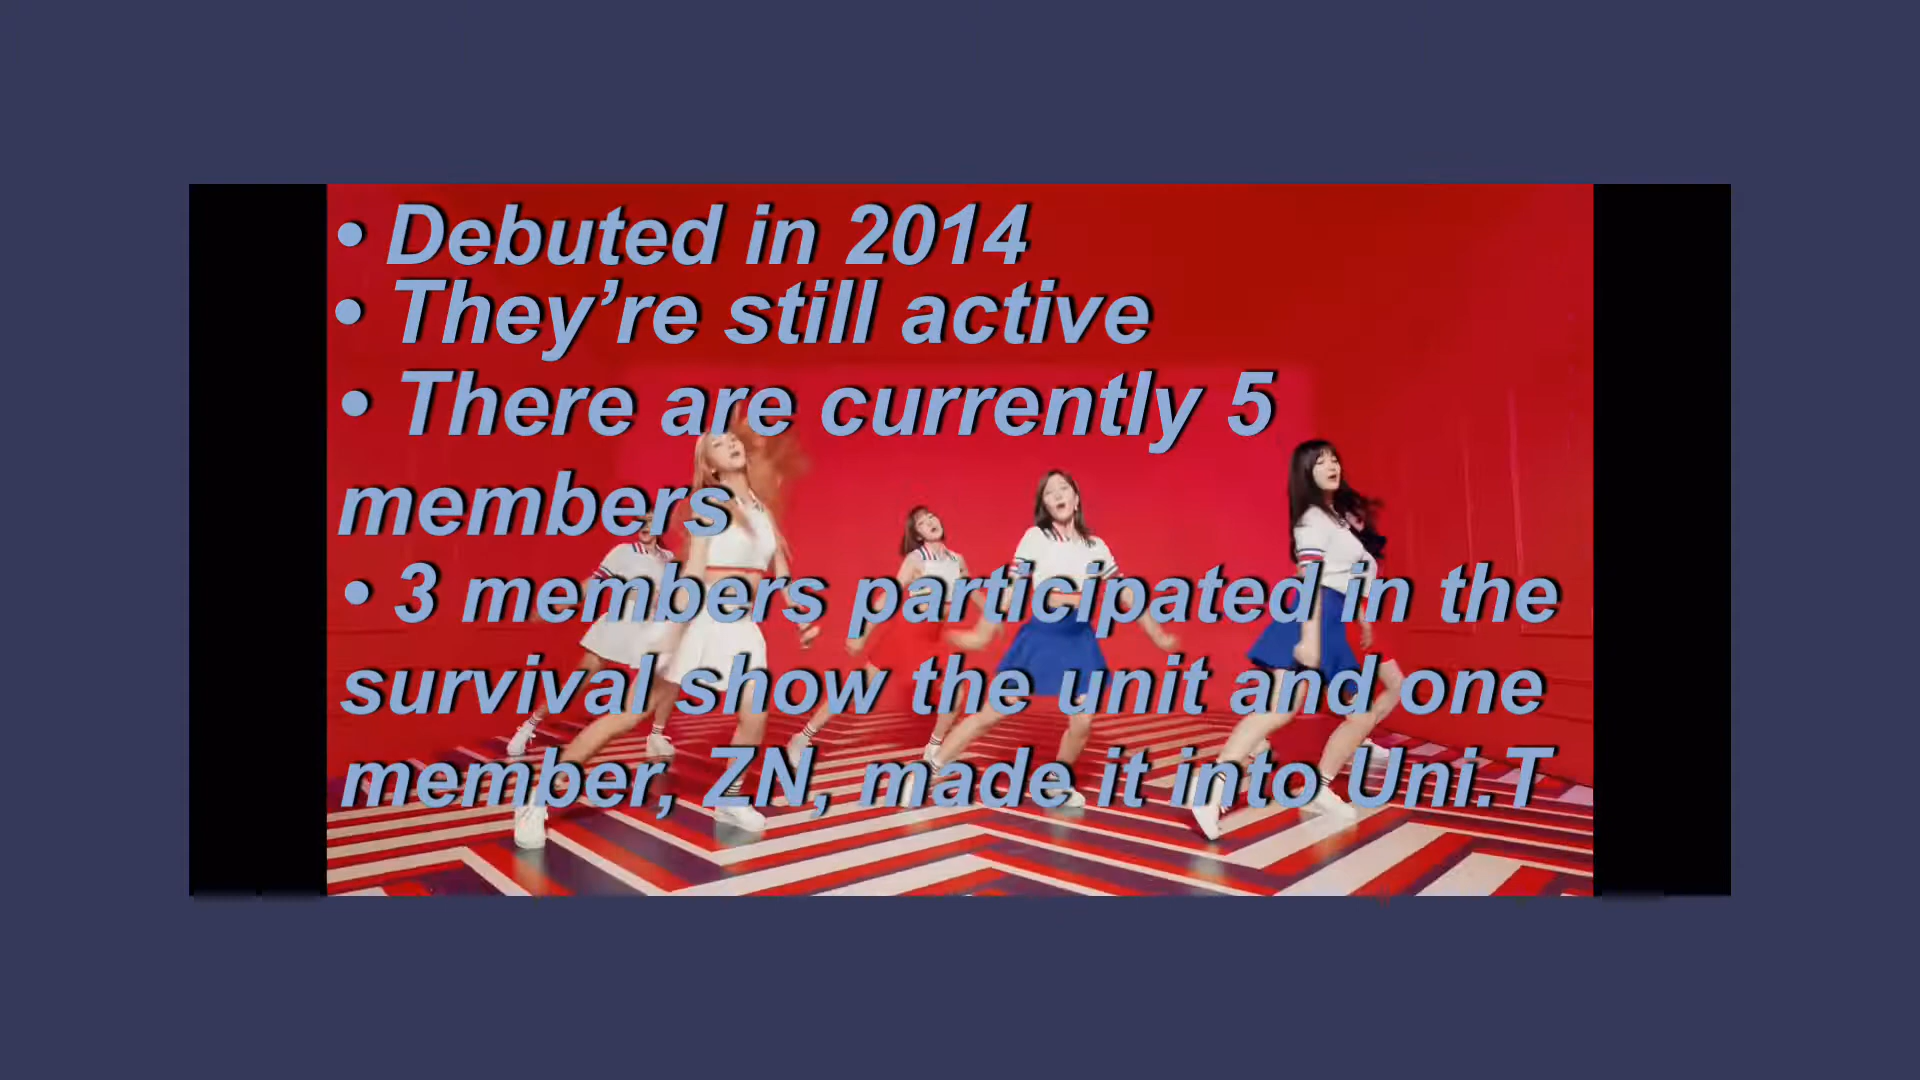 • Debuted in 2014
• They’re still active
• There are currently 5
members
• 3 members participated in the
survival show the unit and one
member, ZN, made it into Uni.T